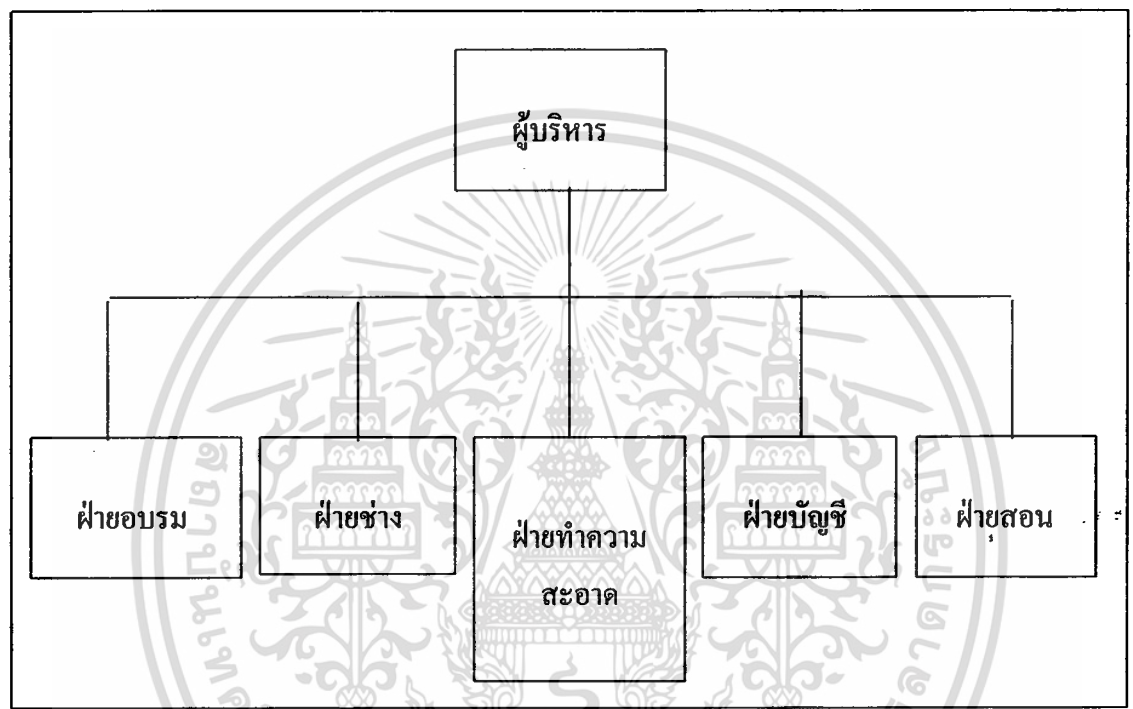 ผู้บริหาร
ฝ่ายอบรม
ฝ่ายช่าง
ฝ่ายทำความ
สะอาด
ฝ่ายบัญชี
ฝ่ายสอน